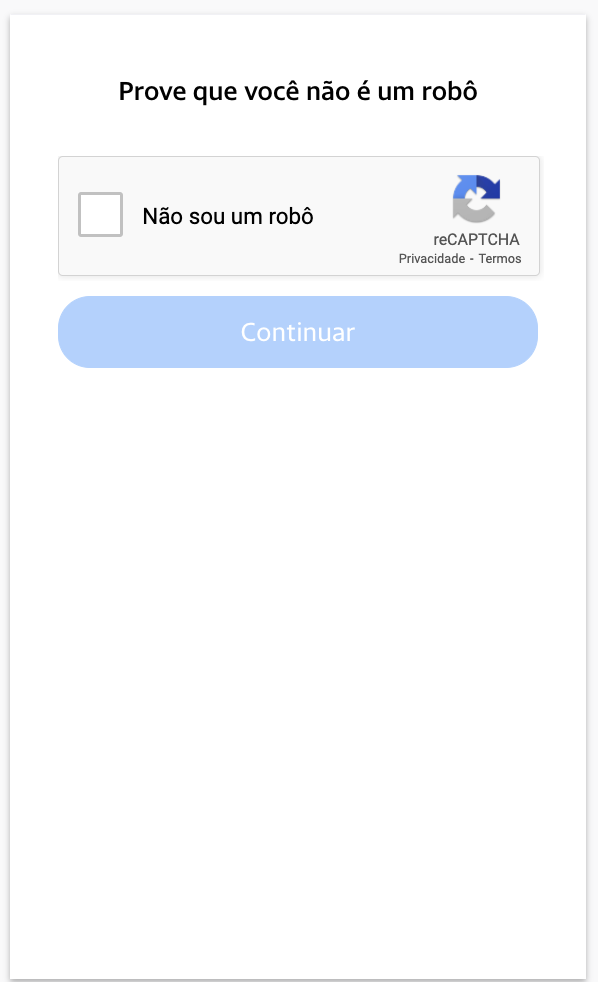 Prove que você não é um robô
Não sou um robô
reCAPTCHA
Privacidade - Termos
Continuar